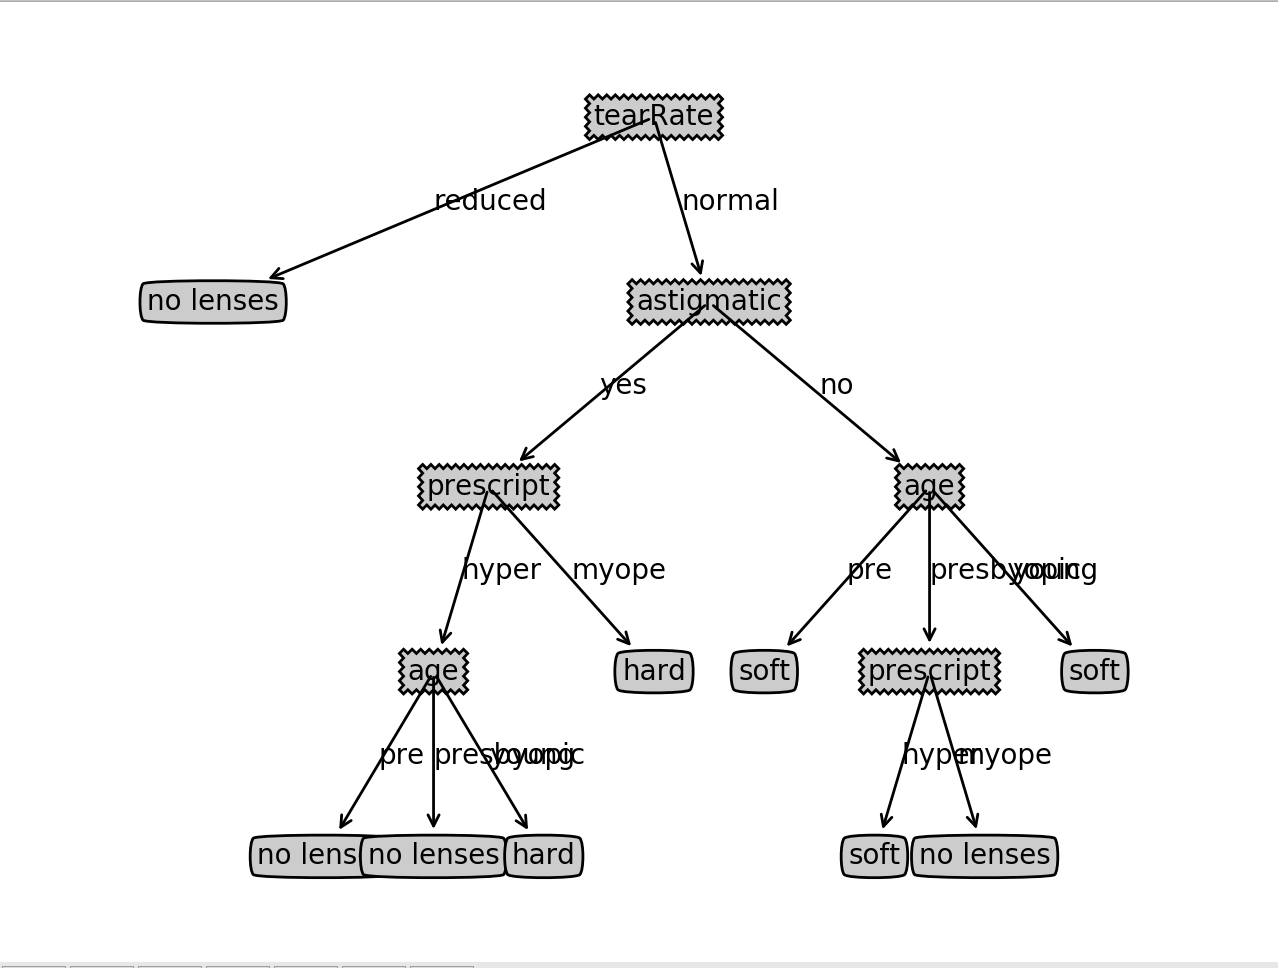 tearRate
reduced
normal
no lenses
astigmatic
yes
no
prescript
age
hyper
myope
pre
presbyopic
young
age
hard
soft
prescript
soft
pre
presbyopic
young
hyper
myope
no lens
no lenses
hard
soft
no lenses